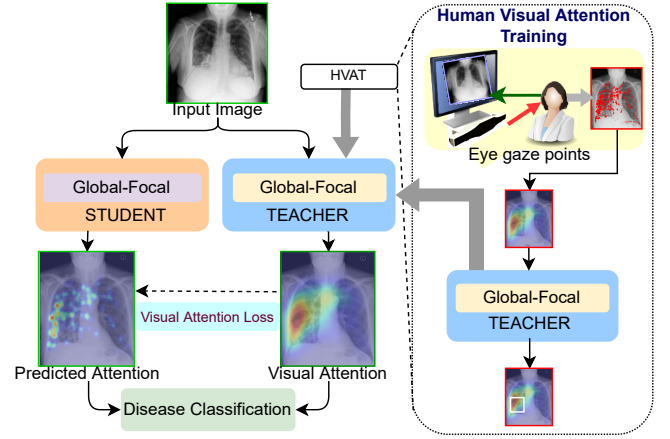 Human Visual Attention
Training
HVAT
Input Image
Eye gaze points
Global-Focal
STUDENT
Global-Focal
TEACHER
Visual Attention Loss
Predicted Attention
Visual Attention
Disease Classification
Global-Focal
TEACHER